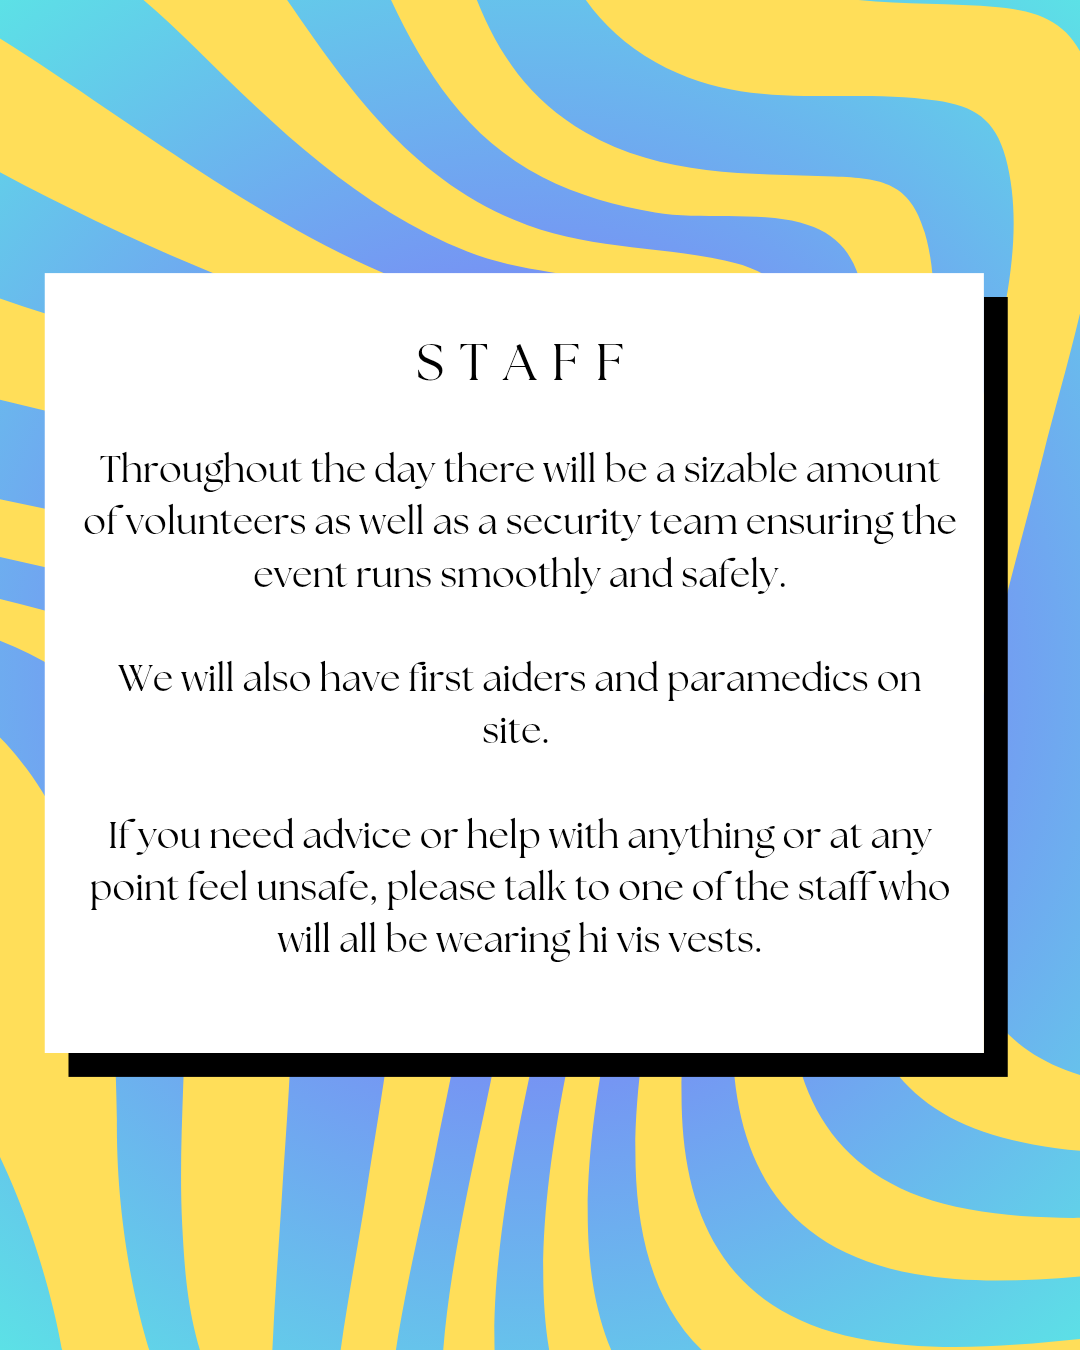 STAFF
Throughout the day there will be a sizable amount
of volunteers as well as a security team ensuring the
event runs smoothly and safely.
We will also have first aiders and paramedics on
site.
If you need advice or help with anything or at any
point feel unsafe, please talk to one of the staff who
will all be wearing hi vis vests.